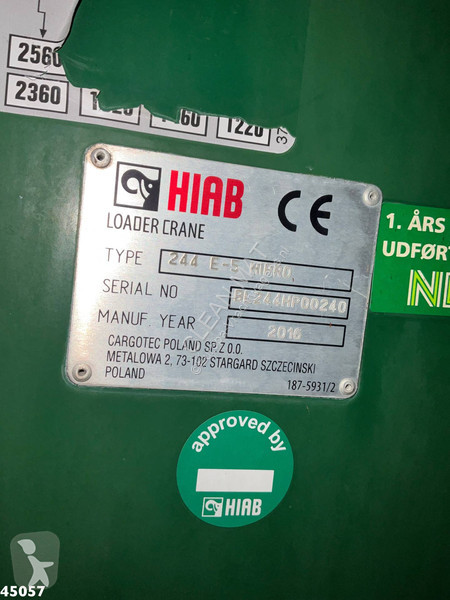 2560
2360
1220
HIAB
CE
LOADER CRANE
TYPE 244 E-5 HIPRO
SERIAL NO BL244HP00240
MANUF. YEAR 2016
CARGOTEC POLAND SP.Z O.O.
METALOWA 2, 73-102 STARGARD SZCZECINSKI
POLAND
187-5931/2
1. ÅRS
approved by
HIAB
45057